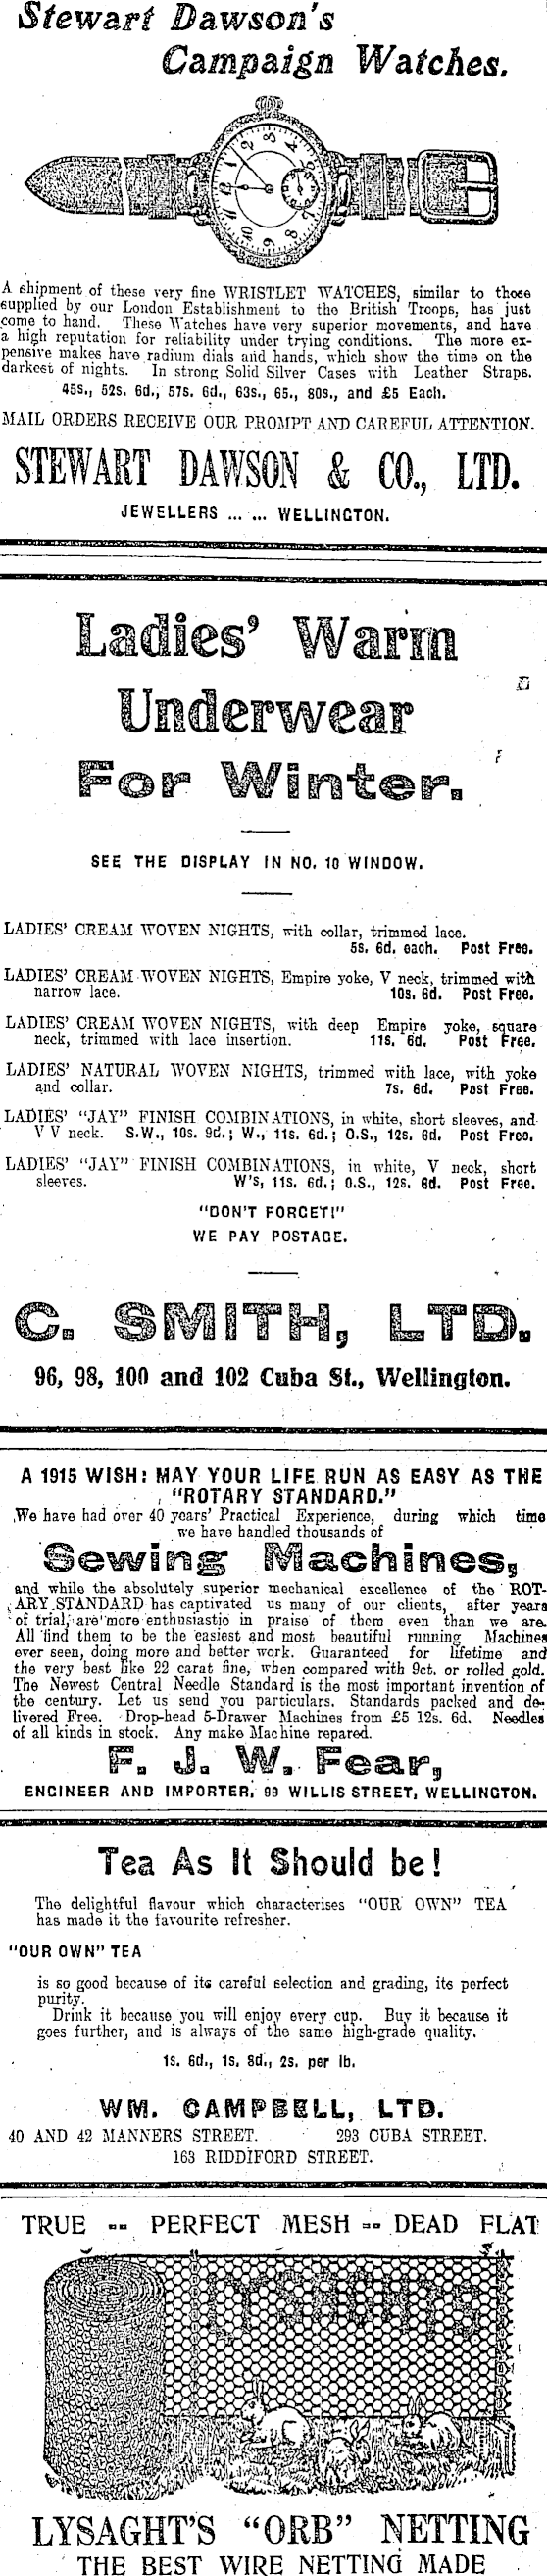 Stewart Dawson's
Campaign Watches.
A shipment of these very fine WRISTLET WATCHES, similar to those
supplied by our London Establishment to the British Troops, has just
come to hand. These Watches have very superior movements, and have
a high reputation for reliability under trying conditions. The more ex-
pensive makes have radium dials and hands, which show the time on the
darkest of nights. In strong Solid Silver Cases with Leather Straps.
45s., 52s. 6d., 57s. 6d., 63s., 65., 80s., and £5 Each.
MAIL ORDERS RECEIVE OUR PROMPT AND CAREFUL ATTENTION.
STEWART DAWSON & CO., LTD.
JEWELLERS ... ... WELLINGTON.
Ladies' Warm
Underwear
For Winter.
SEE THE DISPLAY IN NO. 10 WINDOW.
LADIES' CREAM WOVEN NIGHTS, with collar, trimmed lace.
5s. 6d. each. Post Free.
LADIES' CREAM WOVEN NIGHTS, Empire yoke, V neck, trimmed with
narrow lace. 10s. 6d. Post Free.
LADIES' CREAM WOVEN NIGHTS, with deep Empire yoke, square
neck, trimmed with lace insertion. 11s. 6d. Post Free.
LADIES' NATURAL WOVEN NIGHTS, trimmed with lace, with yoke
and collar. 7s. 6d. Post Free.
LADIES' "JAY" FINISH COMBINATIONS, in white, short sleeves, and
V V neck. S.W., 10s. 9d.; W., 11s. 6d.; O.S., 12s. 6d. Post Free.
LADIES' "JAY" FINISH COMBINATIONS, in white, V neck, short
sleeves. W's, 11s. 6d.; O.S., 12s. 6d. Post Free.
"DON'T FORGET!"
WE PAY POSTAGE.
C. SMITH, LTD.
96, 98, 100 and 102 Cuba St., Wellington.
A 1915 WISH: MAY YOUR LIFE RUN AS EASY AS THE
"ROTARY STANDARD."
We have had over 40 years' Practical Experience, during which time
we have handled thousands of
Sewing Machines,
and while the absolutely superior mechanical excellence of the ROT-
ARY STANDARD has captivated us many of our clients, after years
of trial, are more enthusiastic in praise of them even than we are.
All find them to be the easiest and most beautiful running Machines
ever seen, doing more and better work. Guaranteed for lifetime and
the very best like 22 carat fine, when compared with 9ct. or rolled gold.
The Newest Central Needle Standard is the most important invention of
the century. Let us send you particulars. Standards packed and de-
livered Free. Drop-head 5-Drawer Machines from £5 12s. 6d. Needles
of all kinds in stock. Any make Machine repared.
F. J. W. Fear,
ENGINEER AND IMPORTER, 99 WILLIS STREET, WELLINGTON.
Tea As It Should be!
The delightful flavour which characterises "OUR OWN" TEA
has made it the favourite refresher.
"OUR OWN" TEA
is so good because of its careful selection and grading, its perfect
purity.
Drink it because you will enjoy every cup. Buy it because it
goes further, and is always of the same high-grade quality.
1s. 6d., 1s. 8d., 2s. per lb.
WM. CAMPBELL, LTD.
40 AND 42 MANNERS STREET. 293 CUBA STREET.
163 RIDDIFORD STREET.
TRUE -- PERFECT MESH -- DEAD FLAT
LYSAGHT'S
LYSAGHT'S "ORB" NETTING
THE BEST WIRE NETTING MADE